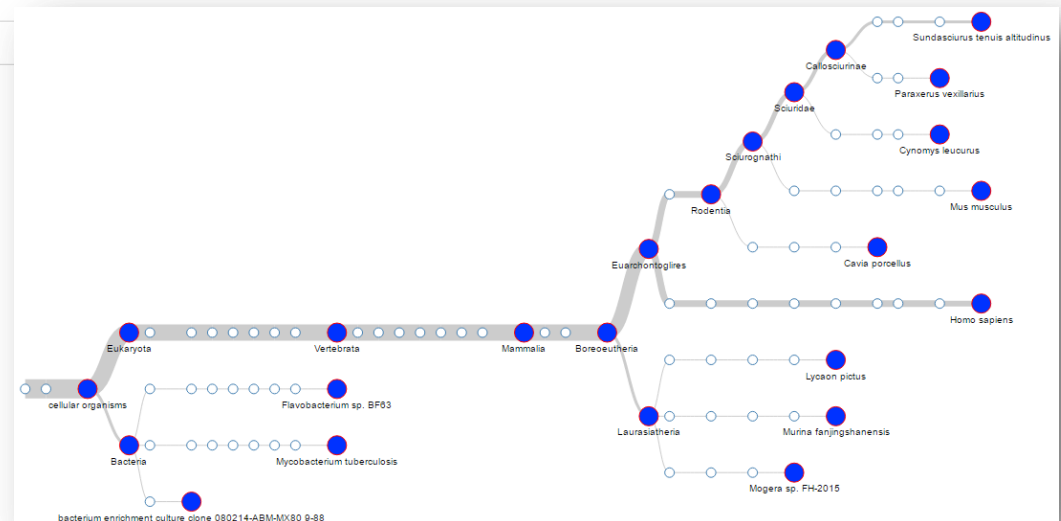 Sundasciurus tenuis altitudinus
Callosciurinae
Paraxerus vexillarius
Sciuridae
Cynomys leucurus
Sciurognathi
Mus musculus
Rodentia
Cavia porcellus
Euarchontoglires
Homo sapiens
Eukaryota
Vertebrata
Mammalia
Boreoeutheria
Lycaon pictus
cellular organisms
Flavobacterium sp. BF63
Laurasiatheria
Murina fanjingshanensis
Bacteria
Mycobacterium tuberculosis
Mogera sp. FH-2015
bacterium enrichment culture clone 080214-ABM-MX80 9-88